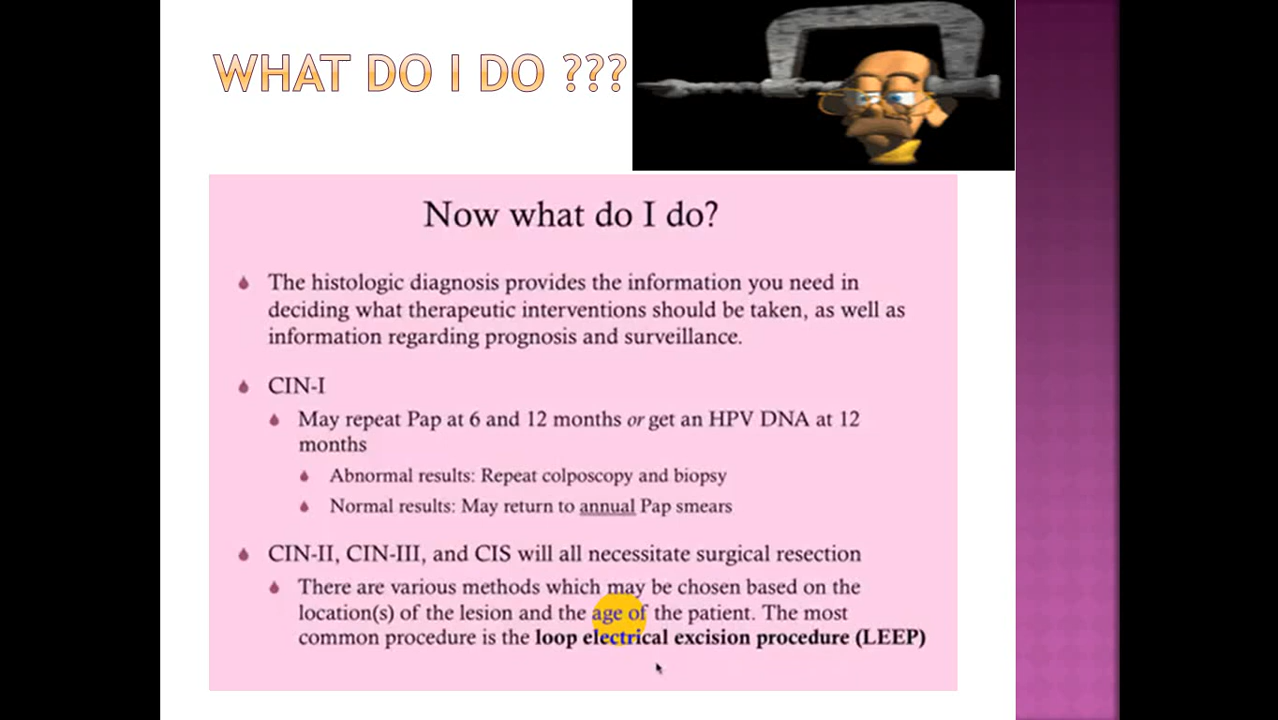 WHAT DO I DO ???
Now what do I do?
The histologic diagnosis provides the information you need in
deciding what therapeutic interventions should be taken, as well as
information regarding prognosis and surveillance.
CIN-I
May repeat Pap at 6 and 12 months or get an HPV DNA at 12
months
Abnormal results: Repeat colposcopy and biopsy
Normal results: May return to annual Pap smears
CIN-II, CIN-III, and CIS will all necessitate surgical resection
There are various methods which may be chosen based on the
location(s) of the lesion and the age of the patient. The most
common procedure is the loop electrical excision procedure (LEEP)